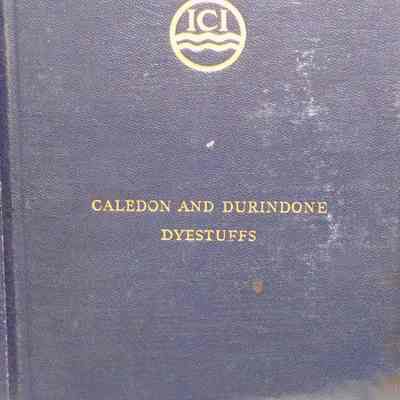 ICI
CALEDON AND DURINDONE
DYESTUFFS